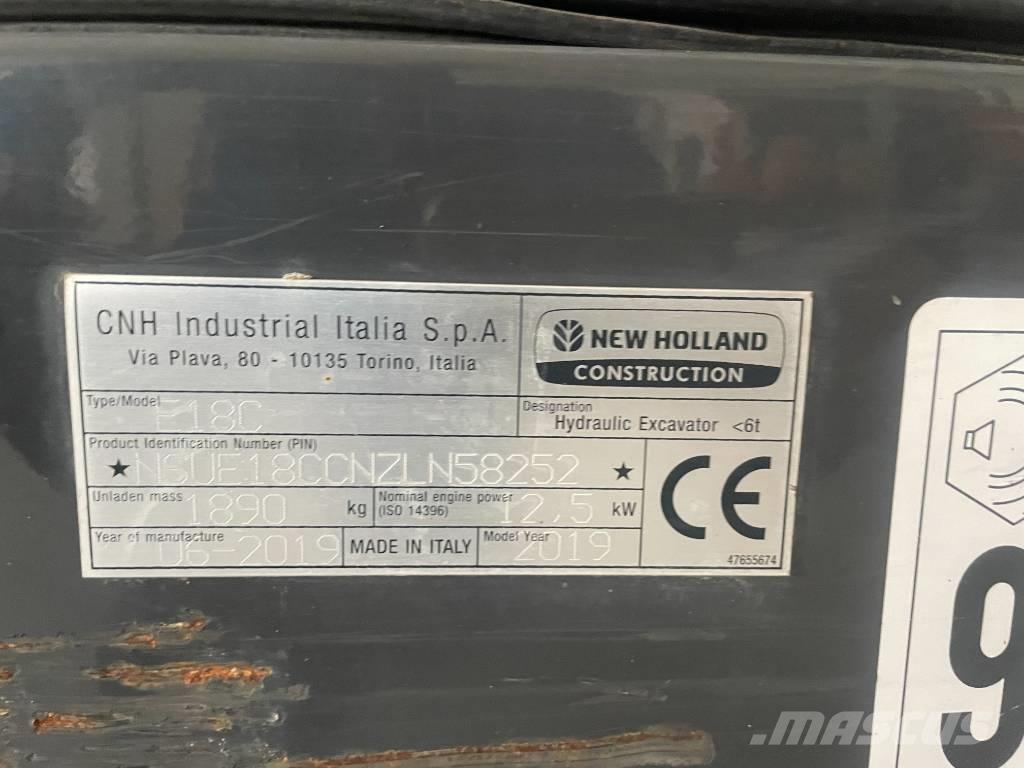 CNH Industrial Italia S.p.A.
Via Plava, 80 - 10135 Torino, Italia
NEW HOLLAND
CONSTRUCTION
Type/Model E18C
Designation
Hydraulic Excavator <6t
Product Identification Number (PIN)
★ NGUE18CCNZLN58252 ★
Unladen mass 1890 kg
Nominal engine power
(ISO 14396) 12,5 kW
CE
Year of manufacture 06-2019
MADE IN ITALY
Model Year 2019
47655674
9
MASCUS